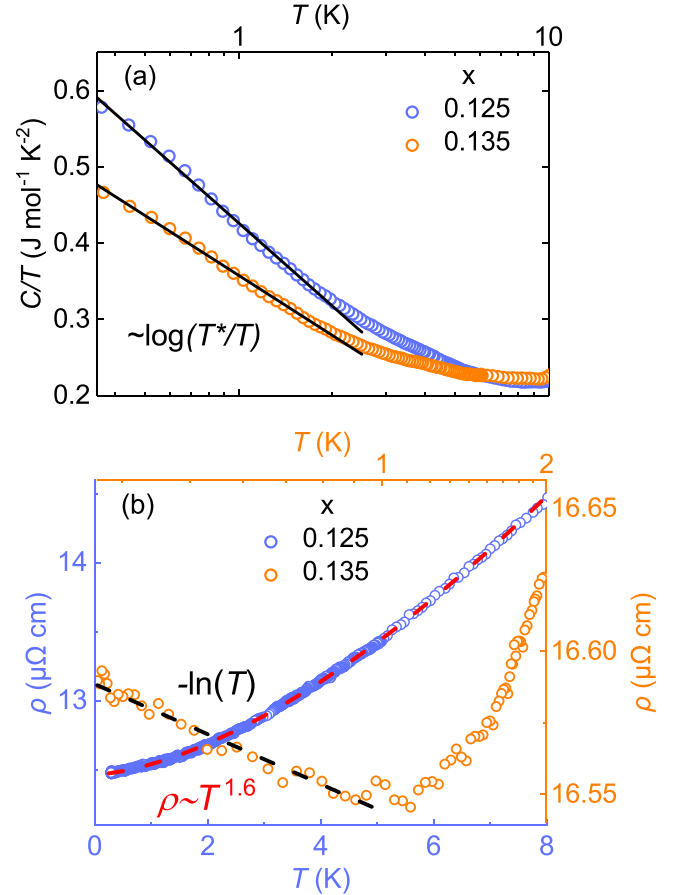 T (K)
1 10
(a)
x
0.125
0.135
0.6
0.5
0.4
0.3
0.2
C/T (J mol⁻¹ K⁻²)
~log(T*/T)
T (K)
1 2
(b)
x
0.125
0.135
14
13
ρ (μΩ cm)
16.65
16.60
16.55
ρ (μΩ cm)
-ln(T)
ρ~T¹·⁶
0 2 4 6 8
T (K)